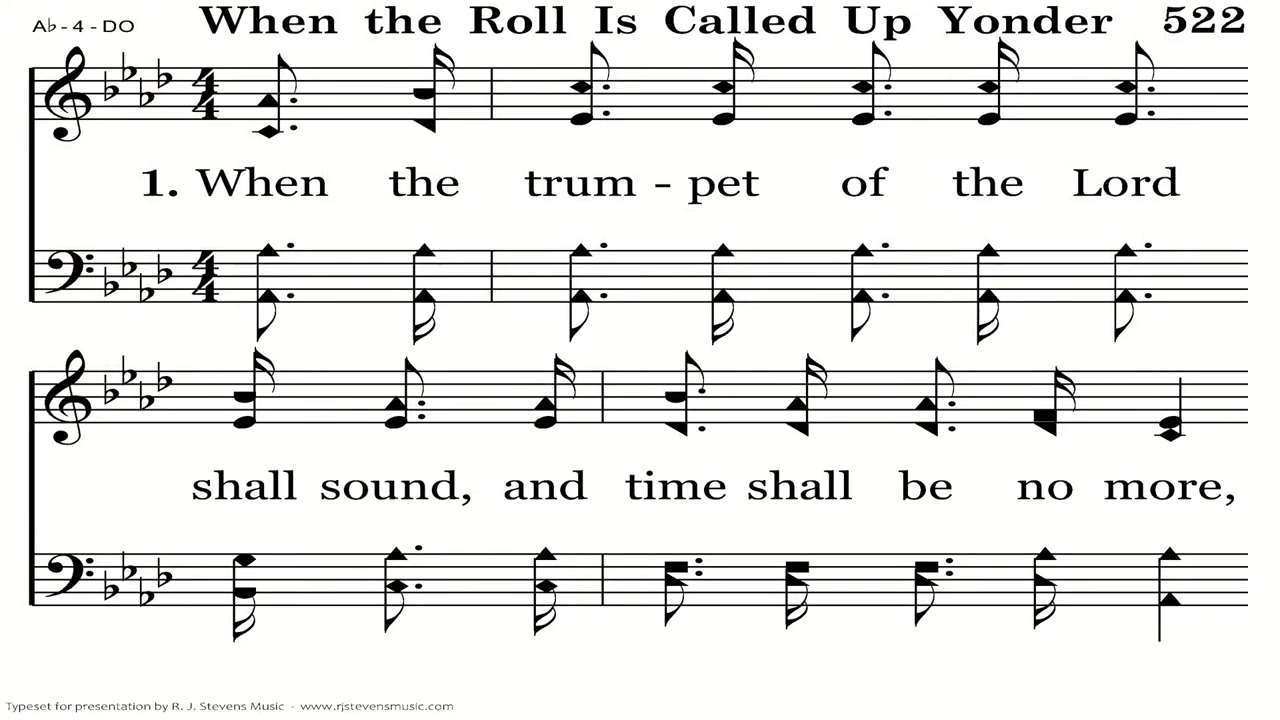 A♭ - 4 - DO When the Roll Is Called Up Yonder 522
1. When the trum - pet of the Lord
shall sound, and time shall be no more,
Typeset for presentation by R. J. Stevens Music - www.rjstevensmusic.com